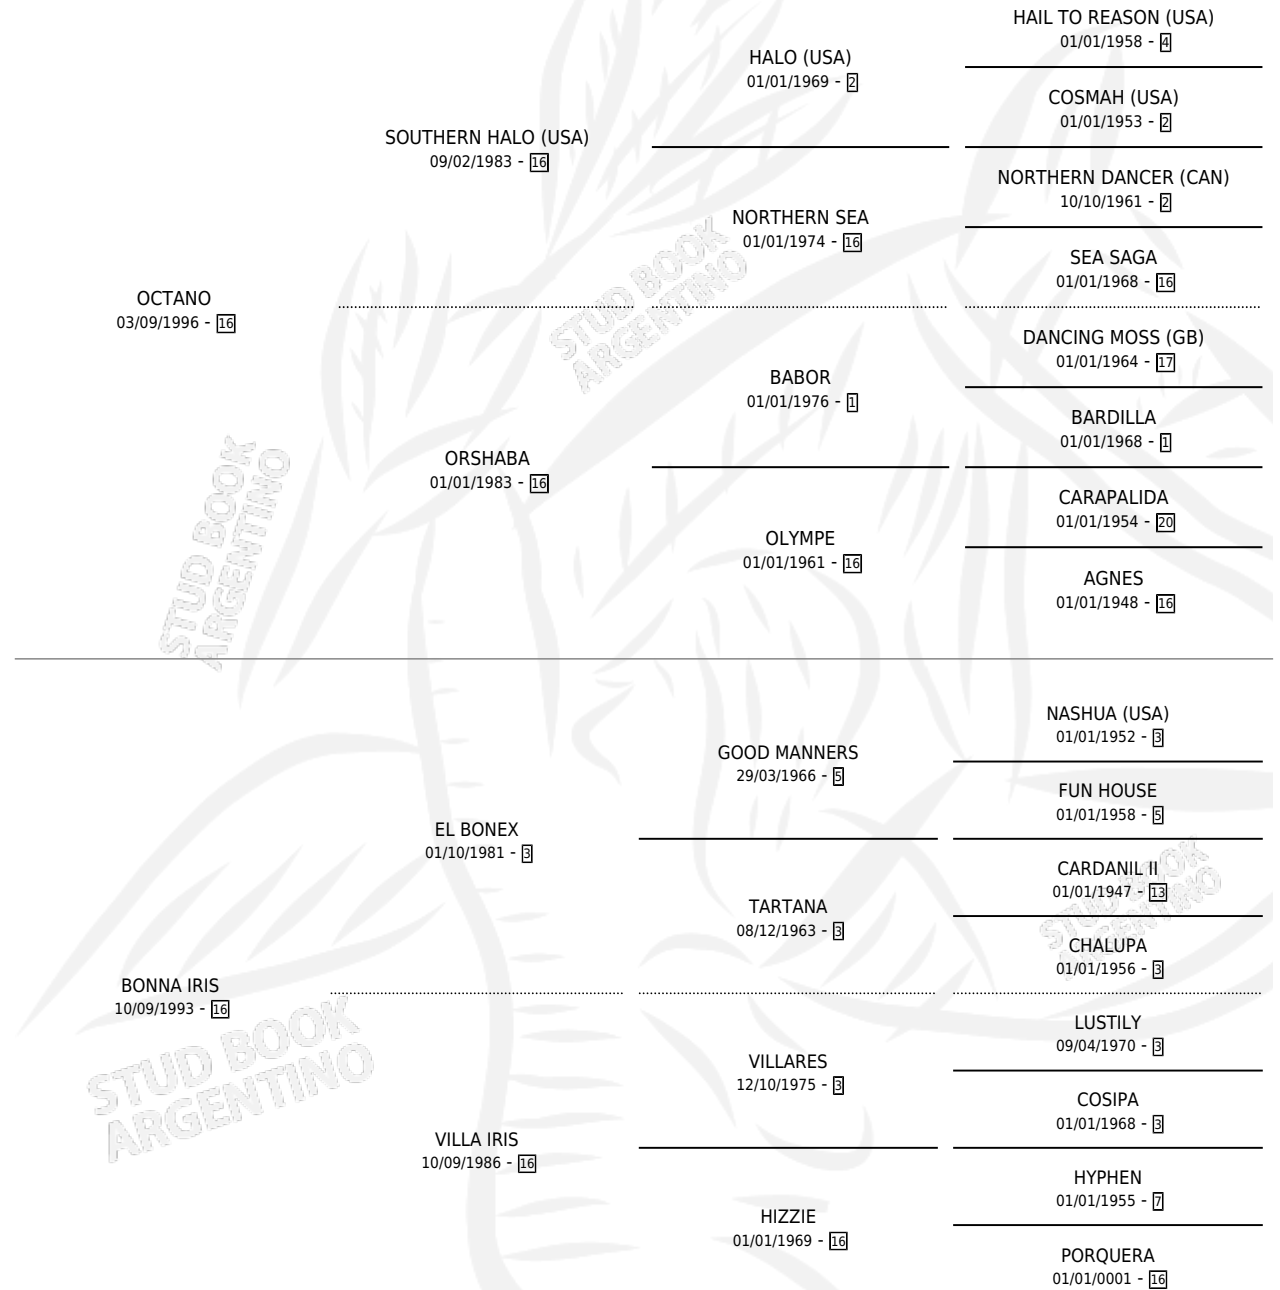 HAIL TO REASON (USA)
01/01/1958 - 4
HALO (USA)
01/01/1969 - 2
COSMAH (USA)
01/01/1953 - 2
SOUTHERN HALO (USA)
09/02/1983 - 16
NORTHERN DANCER (CAN)
10/10/1961 - 2
NORTHERN SEA
01/01/1974 - 16
SEA SAGA
01/01/1968 - 16
OCTANO
03/09/1996 - 16
DANCING MOSS (GB)
01/01/1964 - 17
BABOR
01/01/1976 - 1
BARDILLA
01/01/1968 - 1
ORSHABA
01/01/1983 - 16
CARAPALIDA
01/01/1954 - 20
OLYMPE
01/01/1961 - 16
AGNES
01/01/1948 - 16
NASHUA (USA)
01/01/1952 - 3
GOOD MANNERS
29/03/1966 - 5
FUN HOUSE
01/01/1958 - 5
EL BONEX
01/10/1981 - 3
CARDANIL II
01/01/1947 - 13
TARTANA
08/12/1963 - 3
CHALUPA
01/01/1956 - 3
BONNA IRIS
10/09/1993 - 16
LUSTILY
09/04/1970 - 3
VILLARES
12/10/1975 - 3
COSIPA
01/01/1968 - 3
VILLA IRIS
10/09/1986 - 16
HYPHEN
01/01/1955 - 7
HIZZIE
01/01/1969 - 16
PORQUERA
01/01/0001 - 16
STUD BOOK
ARGENTINO
STUD BOOK
ARGENTINO
STUD BOOK
ARGENTINO
STUD BOOK
ARGENTINO